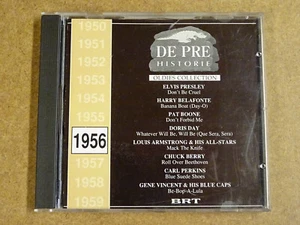 1950
1951
1952
1953
1954
1955
1956
1957
1958
1959
DE PRE
HISTORIE
OLDIES COLLECTION
ELVIS PRESLEY
Don't Be Cruel
HARRY BELAFONTE
Banana Boat (Day-O)
PAT BOONE
Don't Forbid Me
DORIS DAY
Whatever Will Be, Will Be (Que Sera, Sera)
LOUIS ARMSTRONG & HIS ALL-STARS
Mack The Knife
CHUCK BERRY
Roll Over Beethoven
CARL PERKINS
Blue Suede Shoes
GENE VINCENT & HIS BLUE CAPS
Be-Bop-A-Lula
BRT